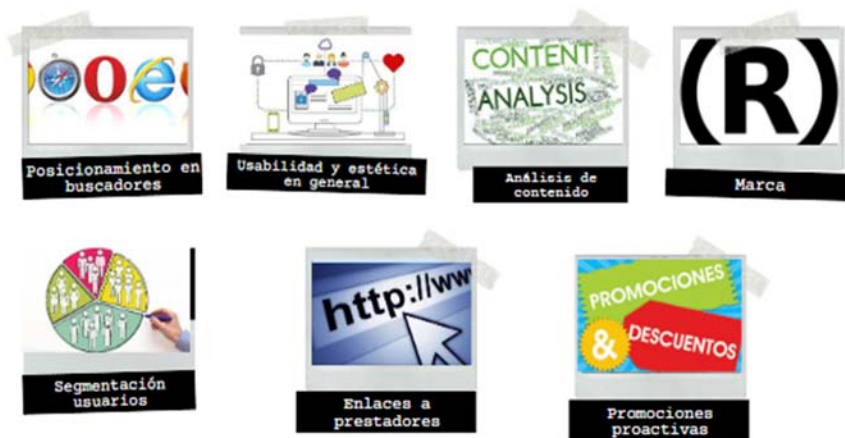 Posicionamiento en
buscadores
Usabilidad y estética
en general
CONTENT
ANALYSIS
Análisis de
contenido
(R)
Marca
Segmentación
usuarios
http://www
Enlaces a
prestadores
PROMOCIONES
& DESCUENTOS
Promociones
proactivas